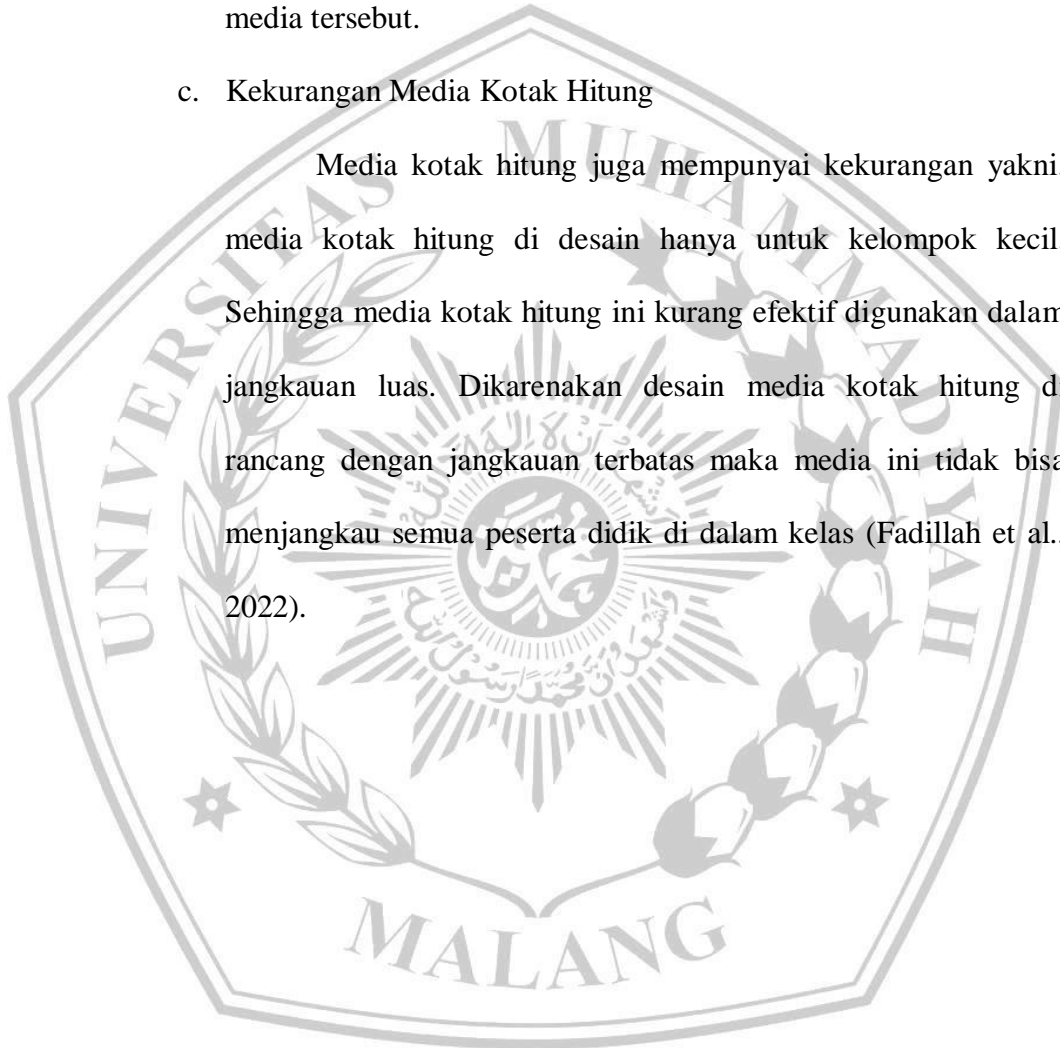 media tersebut.
c. Kekurangan Media Kotak Hitung
Media kotak hitung juga mempunyai kekurangan yakni.
media kotak hitung di desain hanya untuk kelompok kecil.
Sehingga media kotak hitung ini kurang efektif digunakan dalam
jangkauan luas. Dikarenakan desain media kotak hitung di
rancang dengan jangkauan terbatas maka media ini tidak bisa
menjangkau semua peserta didik di dalam kelas (Fadillah et al.,
2022).
UNIVERSITAS MUHAMMADIYAH
MALANG